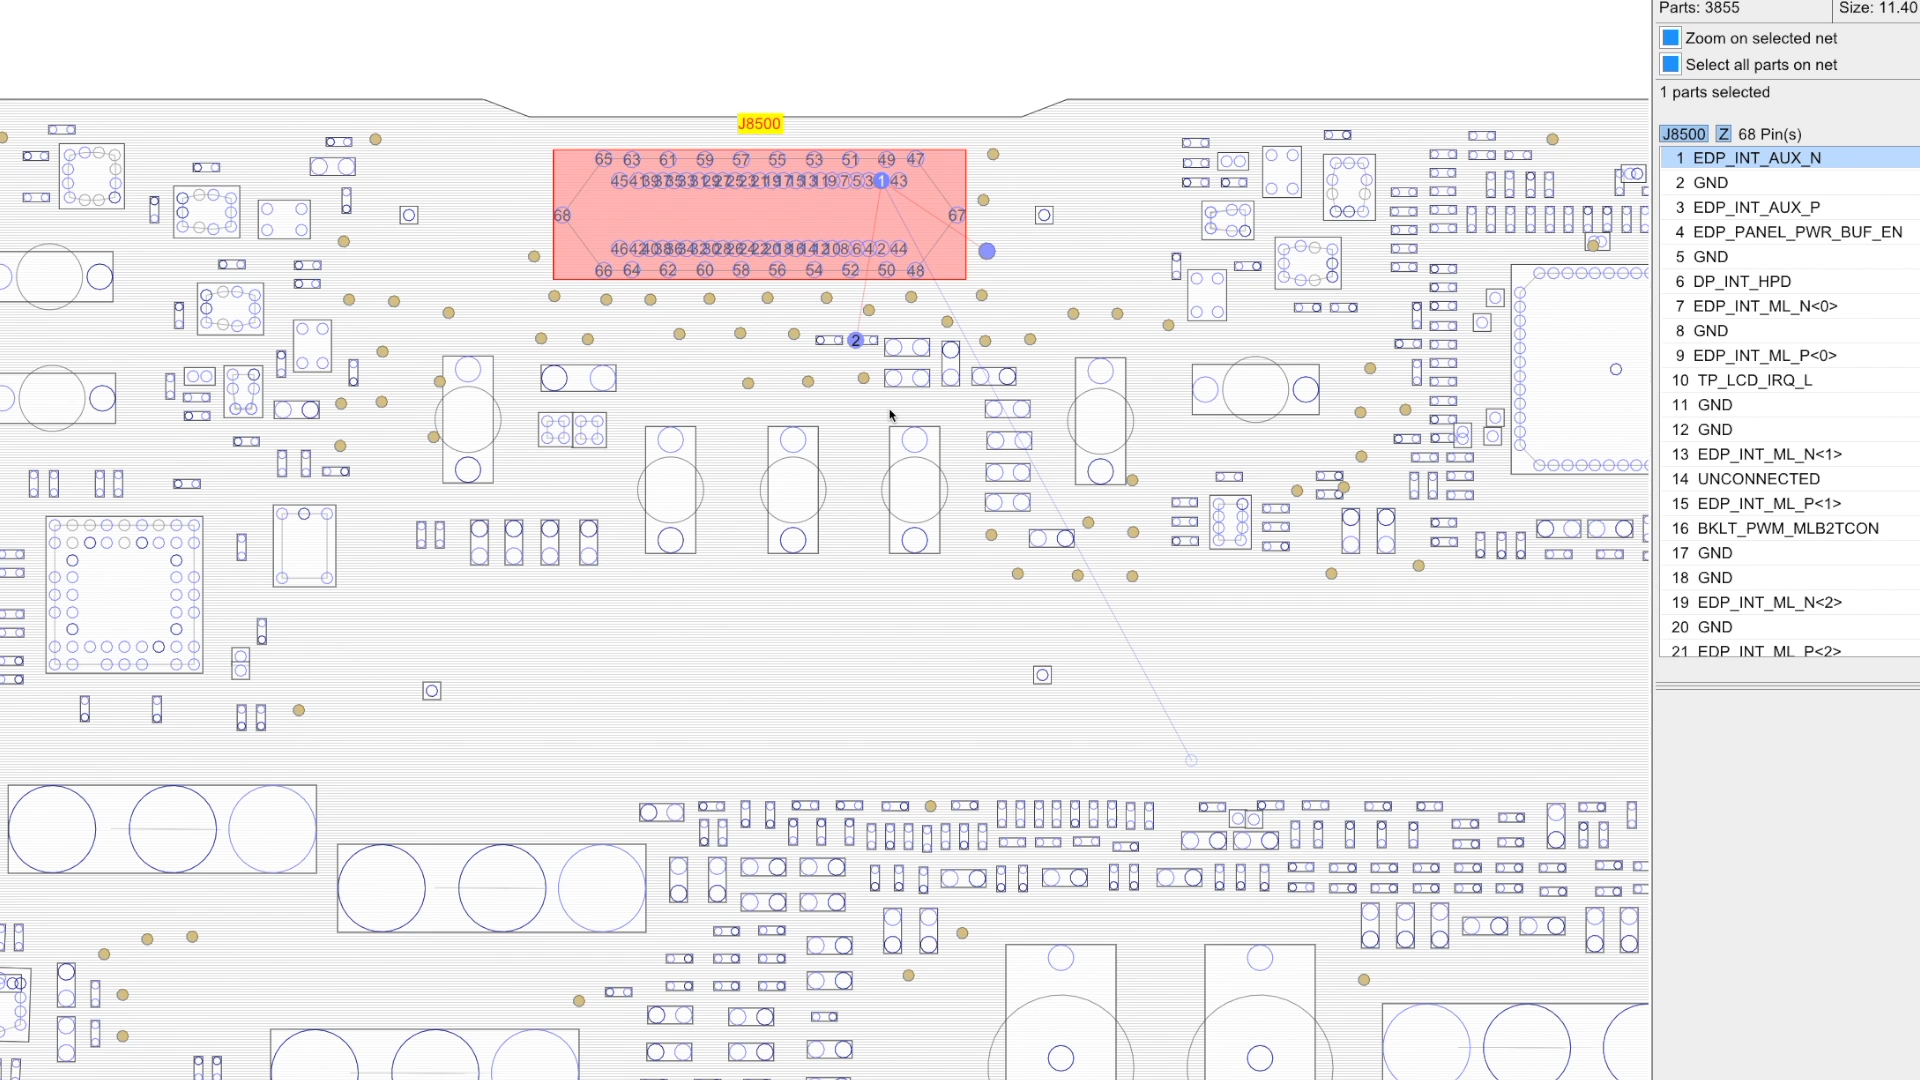 Parts: 3855
Size: 11.40
Zoom on selected net
Select all parts on net
1 parts selected
J8500 Z 68 Pin(s)
1 EDP_INT_AUX_N
2 GND
3 EDP_INT_AUX_P
4 EDP_PANEL_PWR_BUF_EN
5 GND
6 DP_INT_HPD
7 EDP_INT_ML_N<0>
8 GND
9 EDP_INT_ML_P<0>
10 TP_LCD_IRQ_L
11 GND
12 GND
13 EDP_INT_ML_N<1>
14 UNCONNECTED
15 EDP_INT_ML_P<1>
16 BKLT_PWM_MLB2TCON
17 GND
18 GND
19 EDP_INT_ML_N<2>
20 GND
21 EDP_INT_ML_P<2>
J8500
65 63 61 59 57 55 53 51 49 47
1 43
68 67
44
66 64 62 60 58 56 54 52 50 48
2